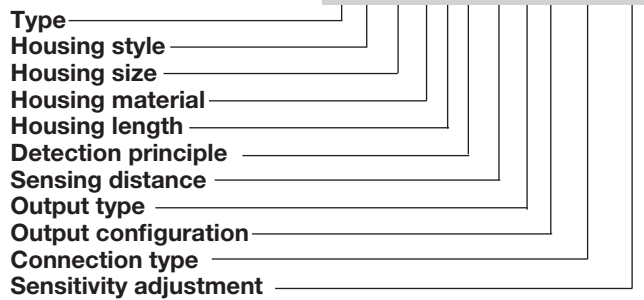 Type
Housing style
Housing size
Housing material
Housing length
Detection principle
Sensing distance
Output type
Output configuration
Connection type
Sensitivity adjustment